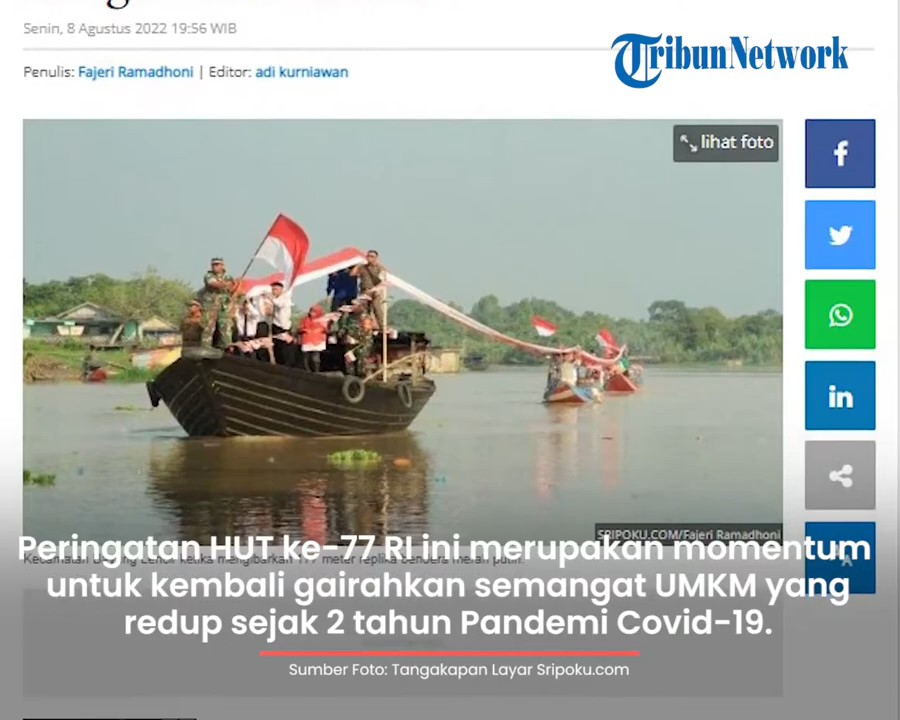 Senin, 8 Agustus 2022 19:56 WIB
TribunNetwork
Penulis: Fajeri Ramadhoni | Editor: adi kurniawan
lihat foto
SRIPOKU.COM/Fajeri Ramadhoni
Peringatan HUT ke-77 RI ini merupakan momentum
untuk kembali gairahkan semangat UMKM yang
redup sejak 2 tahun Pandemi Covid-19.
Sumber Foto: Tangakapan Layar Sripoku.com